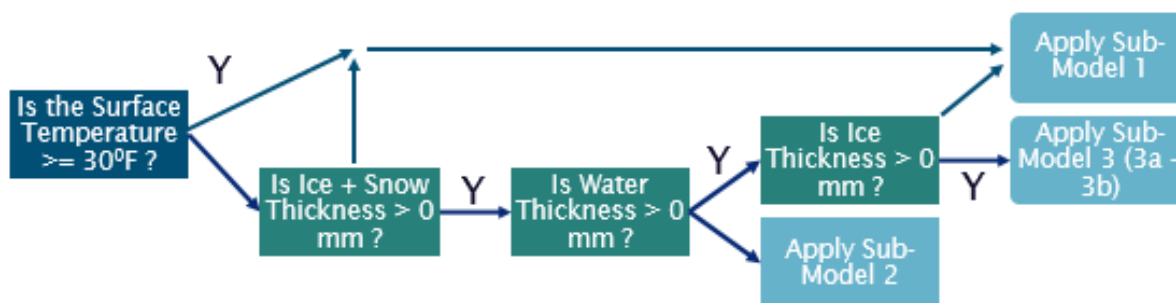 Y
Apply Sub-
Model 1
Is the Surface
Temperature
>= 30⁰F ?
Is Ice + Snow
Thickness > 0
mm ?
Y
Is Water
Thickness > 0
mm ?
Y
Is Ice
Thickness > 0
mm ?
Y
Apply Sub-
Model 3 (3a -
3b)
Apply Sub-
Model 2